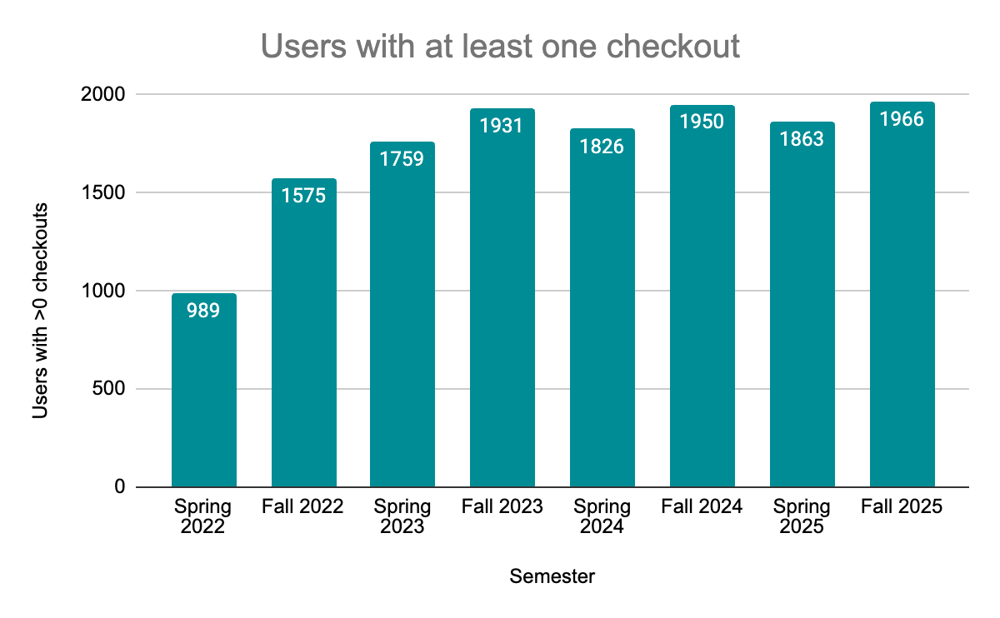 Users with at least one checkout
Users with >0 checkouts
2000
1500
1000
500
0
989
1575
1759
1931
1826
1950
1863
1966
Spring
2022
Fall 2022
Spring
2023
Fall 2023
Spring
2024
Fall 2024
Spring
2025
Fall 2025
Semester